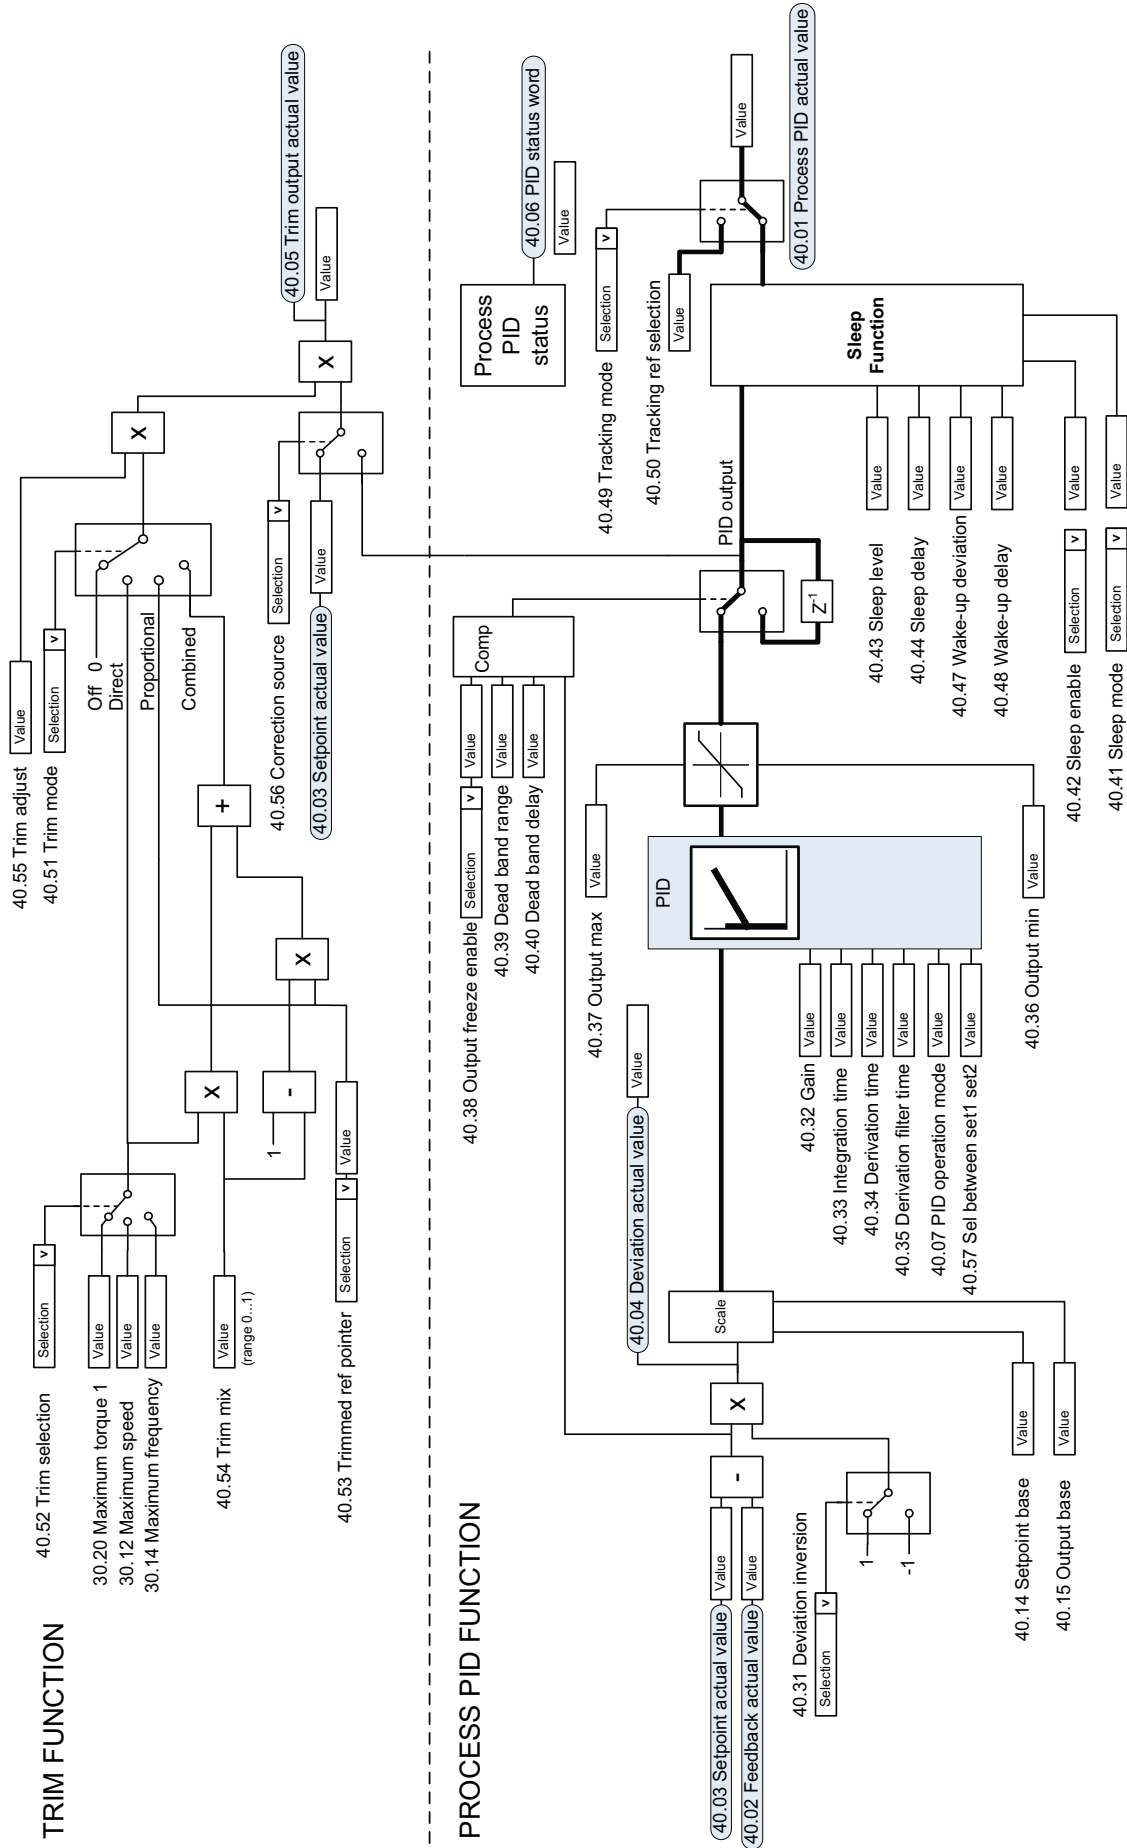 TRIM FUNCTION
40.55 Trim adjust
Value
40.51 Trim mode
Selection v
Off 0
Direct
Proportional
Combined
40.52 Trim selection
Selection v
30.20 Maximum torque 1
Value
30.12 Maximum speed
Value
30.14 Maximum frequency
Value
40.54 Trim mix
Value
(range 0...1)
40.53 Trimmed ref pointer
Selection v
Value
X
1
-
X
+
40.56 Correction source
Selection v
40.03 Setpoint actual value
Value
X
X
40.05 Trim output actual value
Value
PROCESS PID FUNCTION
40.38 Output freeze enable
Selection v
Value
40.39 Dead band range
Value
40.40 Dead band delay
Value
Comp
Process
PID
status
40.06 PID status word
Value
40.49 Tracking mode
Selection v
40.50 Tracking ref selection
Value
40.37 Output max
Value
40.04 Deviation actual value
Value
40.03 Setpoint actual value
Value
40.02 Feedback actual value
Value
-
X
Scale
PID
Z-1
PID output
Sleep
Function
Value
40.01 Process PID actual value
40.31 Deviation inversion
Selection v
1
-1
40.14 Setpoint base
Value
40.15 Output base
Value
40.32 Gain
Value
40.33 Integration time
Value
40.34 Derivation time
Value
40.35 Derivation filter time
Value
40.07 PID operation mode
Value
40.57 Sel between set1 set2
Value
40.36 Output min
Value
40.43 Sleep level
Value
40.44 Sleep delay
Value
40.47 Wake-up deviation
Value
40.48 Wake-up delay
Value
40.42 Sleep enable
Selection v
Value
40.41 Sleep mode
Selection v
Value